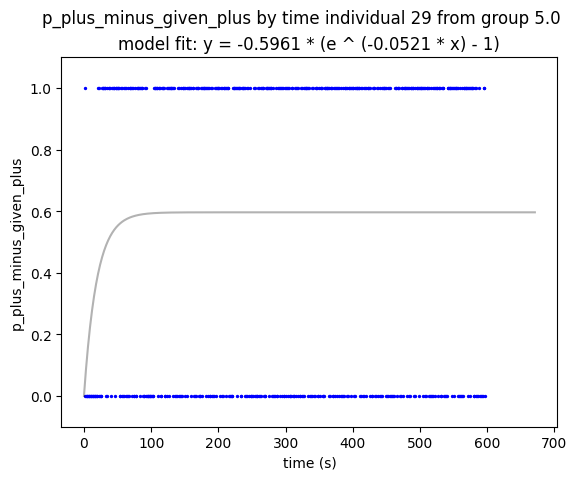 p_plus_minus_given_plus by time individual 29 from group 5.0
model fit: y = -0.5961 * (e ^ (-0.0521 * x) - 1)
1.0
0.8
0.6
0.4
0.2
0.0
p_plus_minus_given_plus
0 100 200 300 400 500 600 700
time (s)